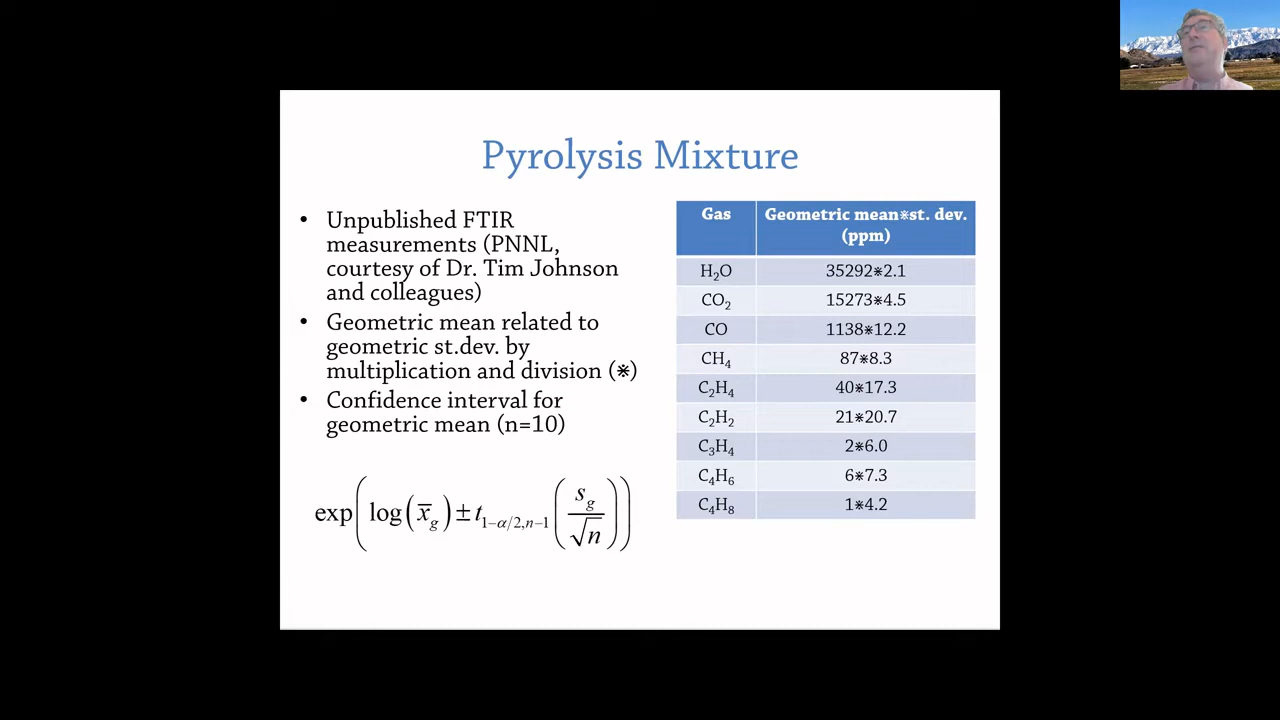 Pyrolysis Mixture
• Unpublished FTIR
measurements (PNNL,
courtesy of Dr. Tim Johnson
and colleagues)
• Geometric mean related to
geometric st.dev. by
multiplication and division (⋇)
• Confidence interval for
geometric mean (n=10)
exp(log(x̄_g) ± t_{1−α/2,n−1}(s_g/√n))
Gas Geometric mean⋇st. dev.
(ppm)
H₂O 35292⋇2.1
CO₂ 15273⋇4.5
CO 1138⋇12.2
CH₄ 87⋇8.3
C₂H₄ 40⋇17.3
C₂H₂ 21⋇20.7
C₃H₄ 2⋇6.0
C₄H₆ 6⋇7.3
C₄H₈ 1⋇4.2